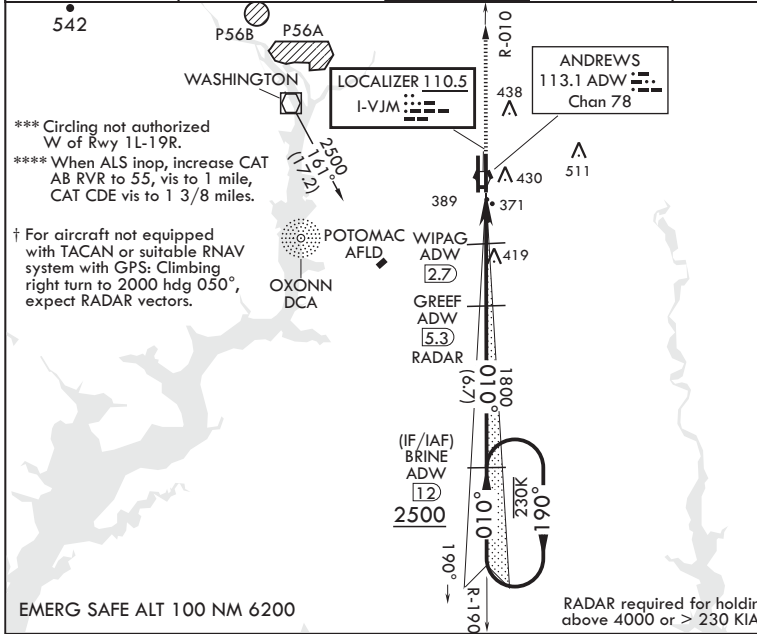 542
P56B
P56A
WASHINGTON
2500
161°
(17.2)
*** Circling not authorized
W of Rwy 1L-19R.
**** When ALS inop, increase CAT
AB RVR to 55, vis to 1 mile,
CAT CDE vis to 1 3/8 miles.
† For aircraft not equipped
with TACAN or suitable RNAV
system with GPS: Climbing
right turn to 2000 hdg 050°,
expect RADAR vectors.
LOCALIZER 110.5
I-VJM
R-010
438
ANDREWS
113.1 ADW
Chan 78
511
430
389
371
POTOMAC
AFLD
OXONN
DCA
WIPAG
ADW
2.7
419
GREEF
ADW
5.3
RADAR
1800
010°
(6.7)
(IF/IAF)
BRINE
ADW
12
2500
010°
230K
190°
190°
R-190
EMERG SAFE ALT 100 NM 6200
RADAR required for holdin
above 4000 or > 230 KIA